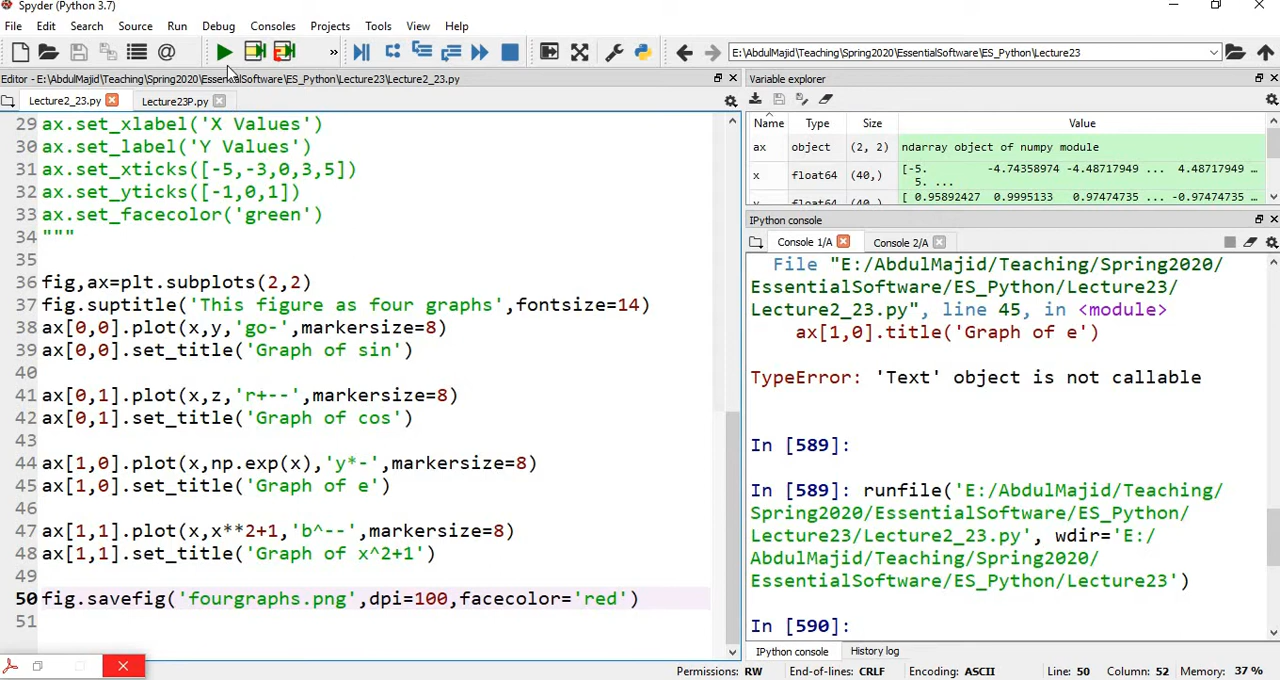 Spyder (Python 3.7)
File Edit Search Source Run Debug Consoles Projects Tools View Help
E:\AbdulMajid\Teaching\Spring2020\EssentialSoftware\ES_Python\Lecture23
Editor - E:\AbdulMajid\Teaching\Spring2020\EssentialSoftware\ES_Python\Lecture23\Lecture2_23.py
Lecture2_23.py Lecture23P.py
29 ax.set_xlabel('X Values')
30 ax.set_label('Y Values')
31 ax.set_xticks([-5,-3,0,3,5])
32 ax.set_yticks([-1,0,1])
33 ax.set_facecolor('green')
34 """
35
36 fig,ax=plt.subplots(2,2)
37 fig.suptitle('This figure as four graphs',fontsize=14)
38 ax[0,0].plot(x,y,'go-',markersize=8)
39 ax[0,0].set_title('Graph of sin')
40
41 ax[0,1].plot(x,z,'r+--',markersize=8)
42 ax[0,1].set_title('Graph of cos')
43
44 ax[1,0].plot(x,np.exp(x),'y*-',markersize=8)
45 ax[1,0].set_title('Graph of e')
46
47 ax[1,1].plot(x,x**2+1,'b^--',markersize=8)
48 ax[1,1].set_title('Graph of x^2+1')
49
50 fig.savefig('fourgraphs.png',dpi=100,facecolor='red')
51
Variable explorer
Name Type Size Value
ax object (2, 2) ndarray object of numpy module
x float64 (40,) [-5. -4.74358974 -4.48717949 ... 4.48717949 ...
5. ...
y float64 (40,) [ 0.95892427 0.9995133 0.97474735 ... -0.97474735 ...
IPython console
Console 1/A Console 2/A
File "E:/AbdulMajid/Teaching/Spring2020/
EssentialSoftware/ES_Python/Lecture23/
Lecture2_23.py", line 45, in <module>
ax[1,0].title('Graph of e')
TypeError: 'Text' object is not callable
In [589]:
In [589]: runfile('E:/AbdulMajid/Teaching/
Spring2020/EssentialSoftware/ES_Python/
Lecture23/Lecture2_23.py', wdir='E:/
AbdulMajid/Teaching/Spring2020/
EssentialSoftware/ES_Python/Lecture23')
In [590]:
IPython console History log
Permissions: RW End-of-lines: CRLF Encoding: ASCII Line: 50 Column: 52 Memory: 37 %